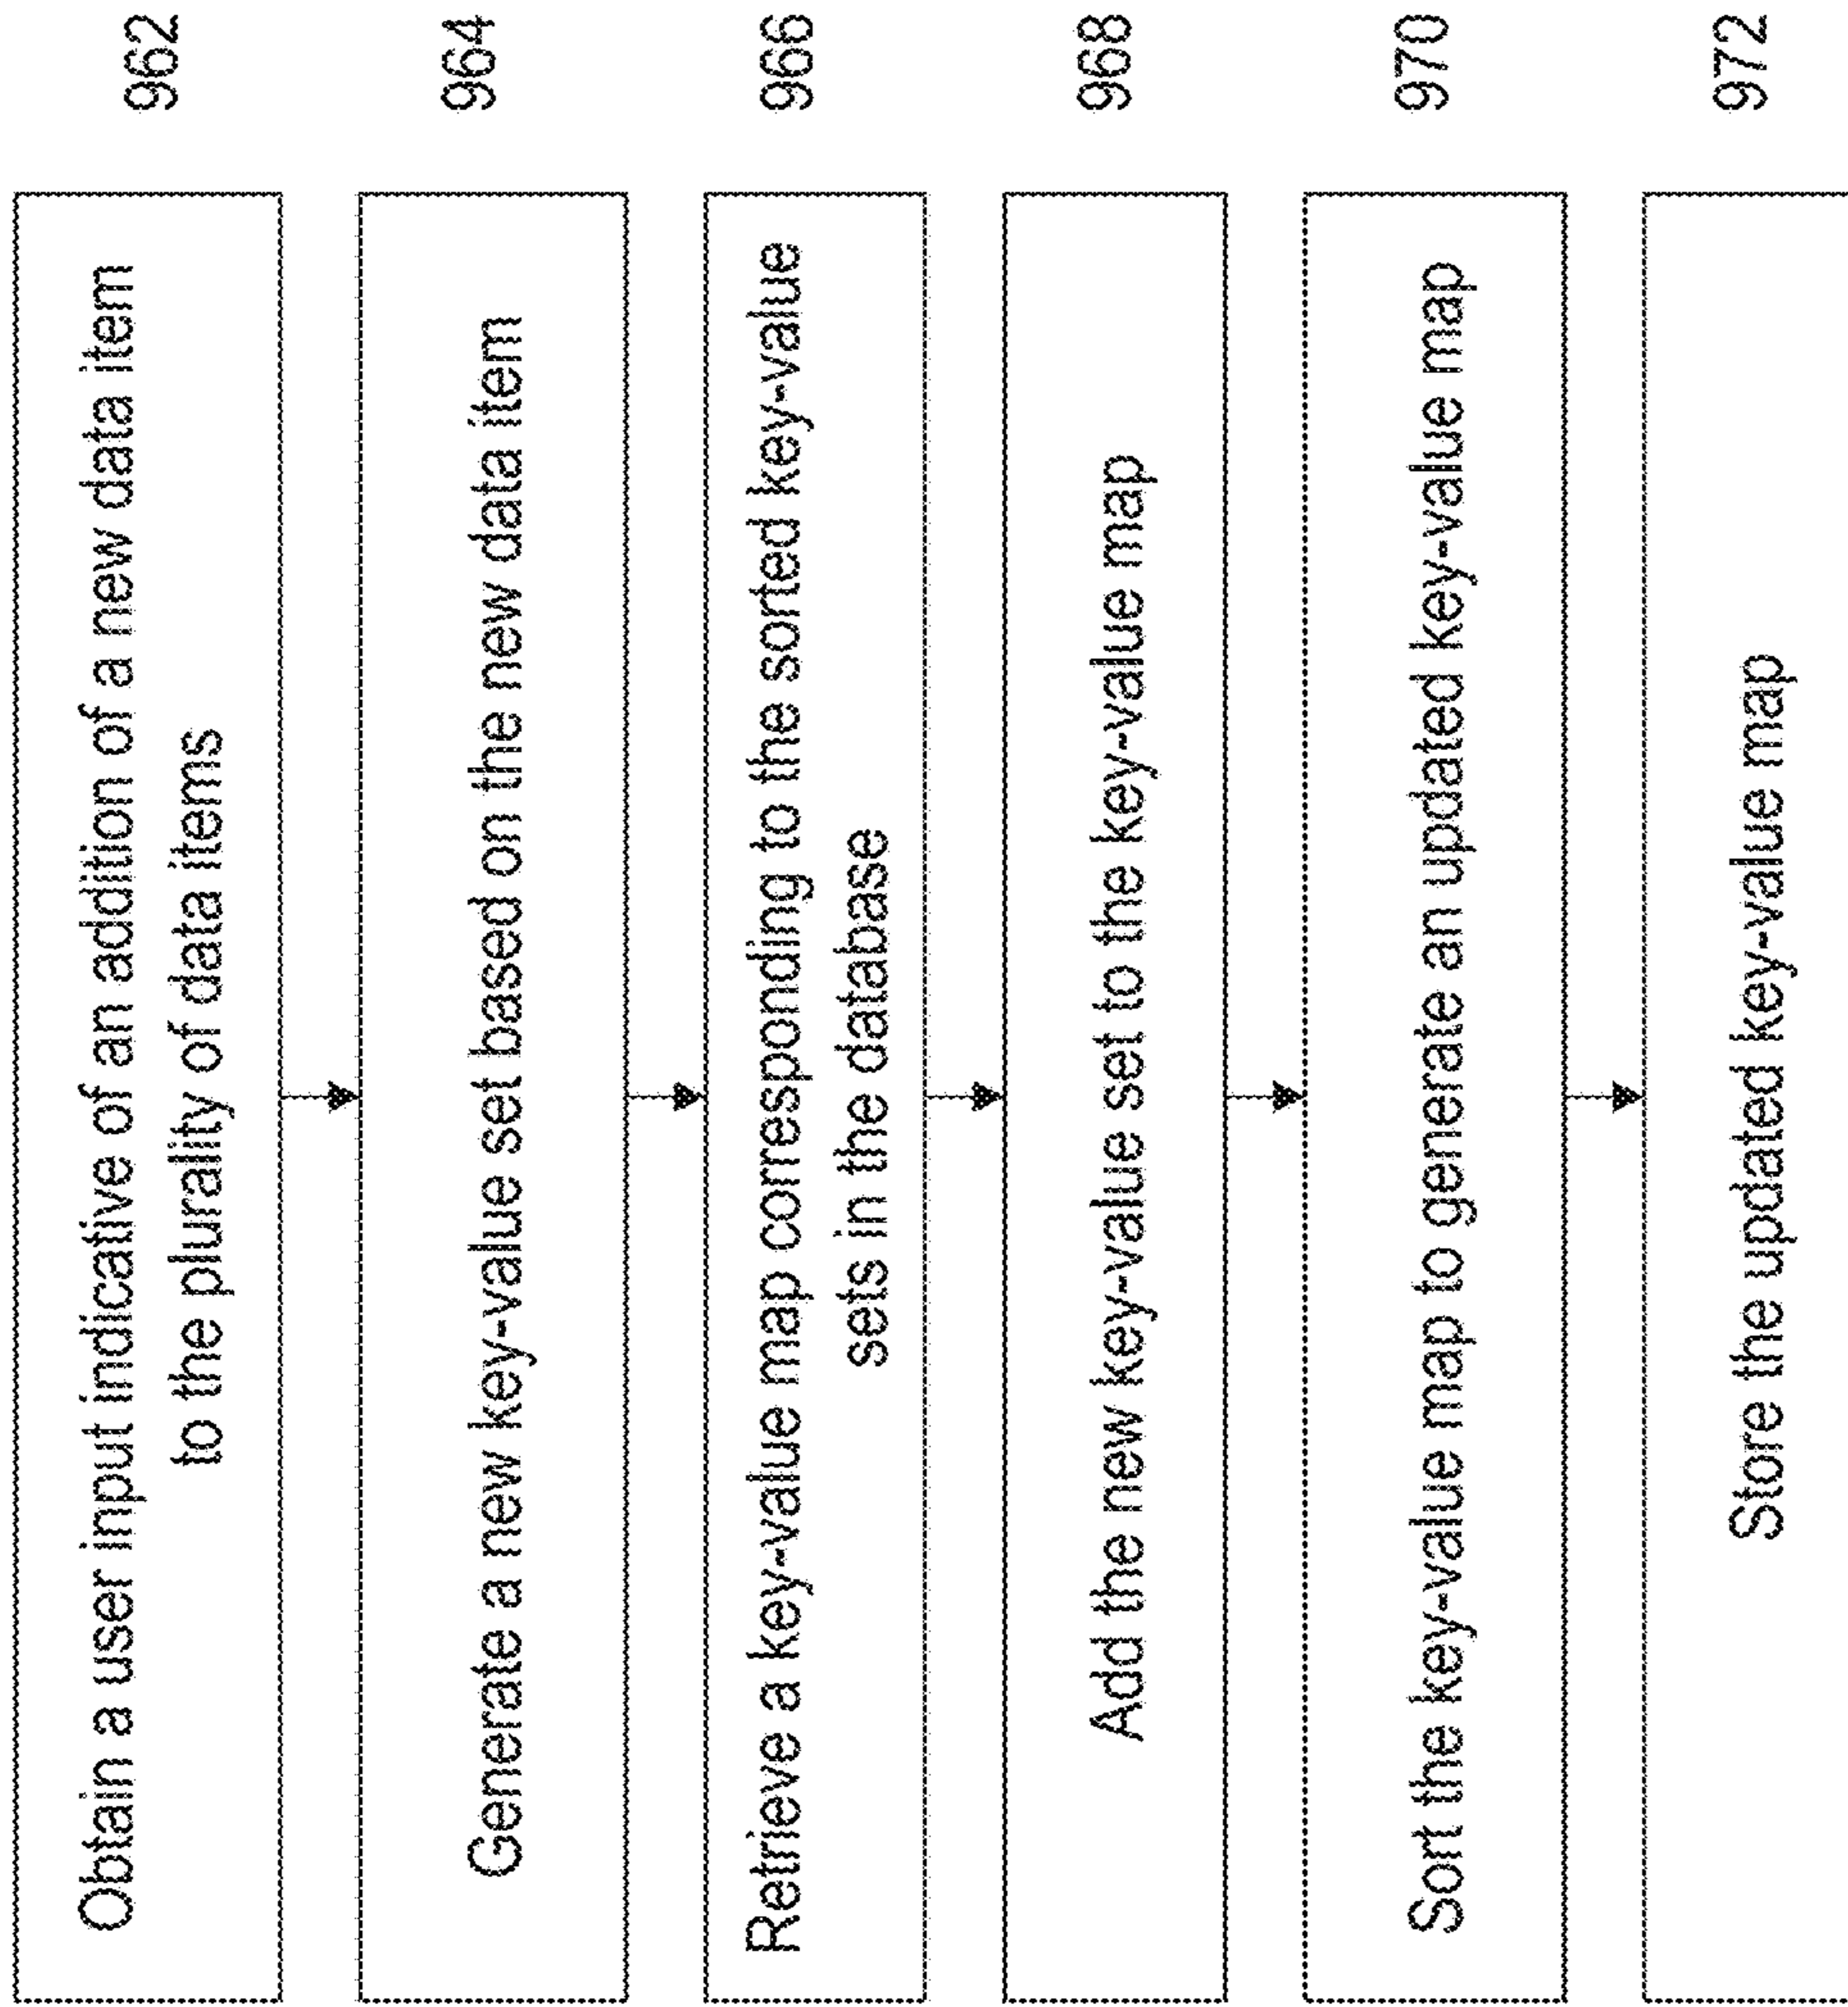 Obtain a user input indicative of an addition of a new data item
to the plurality of data items
962
Generate a new key-value set based on the new data item
964
Retrieve a key-value map corresponding to the sorted key-value
sets in the database
966
Add the new key-value set to the key-value map
968
Sort the key-value map to generate an updated key-value map
970
Store the updated key-value map
972